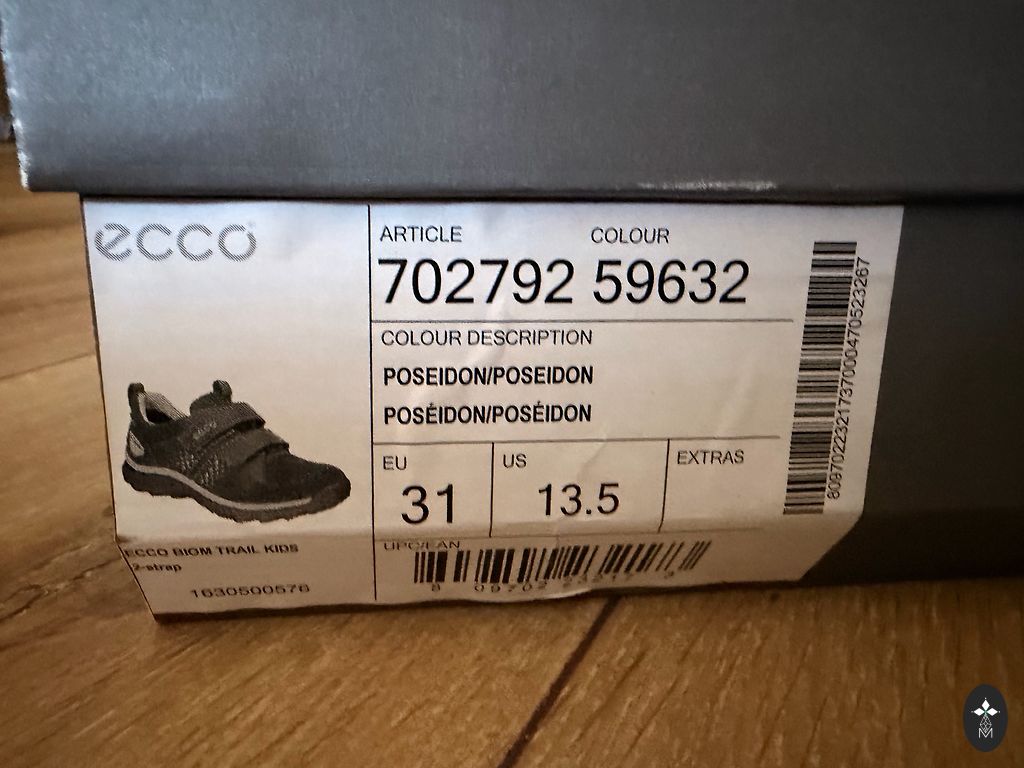 ecco
ARTICLE COLOUR
702792 59632
COLOUR DESCRIPTION
POSEIDON/POSEIDON
POSÉIDON/POSÉIDON
EU US EXTRAS
31 13.5
ECCO BIOM TRAIL KIDS
2-strap
1630500576
UPC/EAN
8097022321737000470523267
M